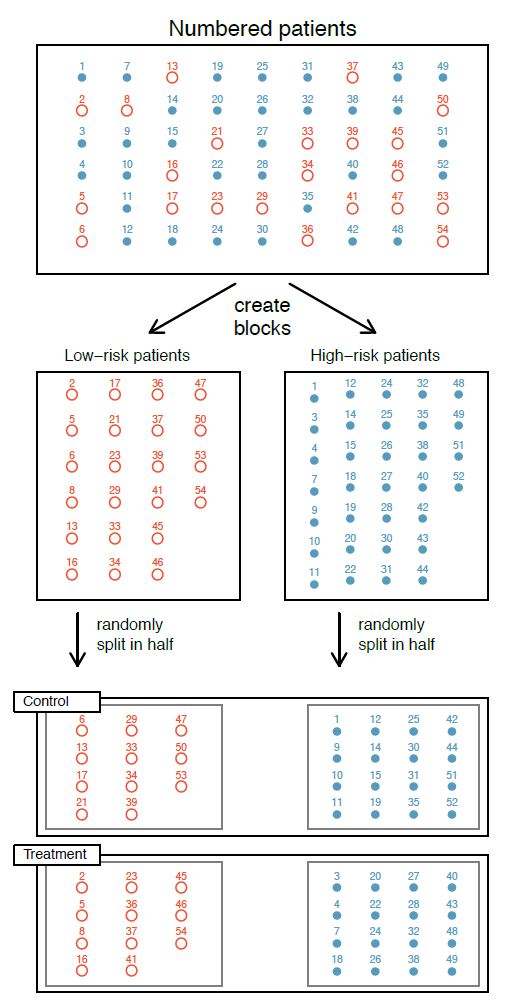 Numbered patients
1 7 13 19 25 31 37 43 49
2 8 14 20 26 32 38 44 50
3 9 15 21 27 33 39 45 51
4 10 16 22 28 34 40 46 52
5 11 17 23 29 35 41 47 53
6 12 18 24 30 36 42 48 54
create
blocks
Low−risk patients
2 17 36 47
5 21 37 50
6 23 39 53
8 29 41 54
13 33 45
16 34 46
High−risk patients
1 12 24 32 48
3 14 25 35 49
4 15 26 38 51
7 18 27 40 52
9 19 28 42
10 20 30 43
11 22 31 44
randomly
split in half
randomly
split in half
Control
6 29 47
13 33 50
17 34 53
21 39
1 12 25 42
9 14 30 44
10 15 31 51
11 19 35 52
Treatment
2 23 45
5 36 46
8 37 54
16 41
3 20 27 40
4 22 28 43
7 24 32 48
18 26 38 49